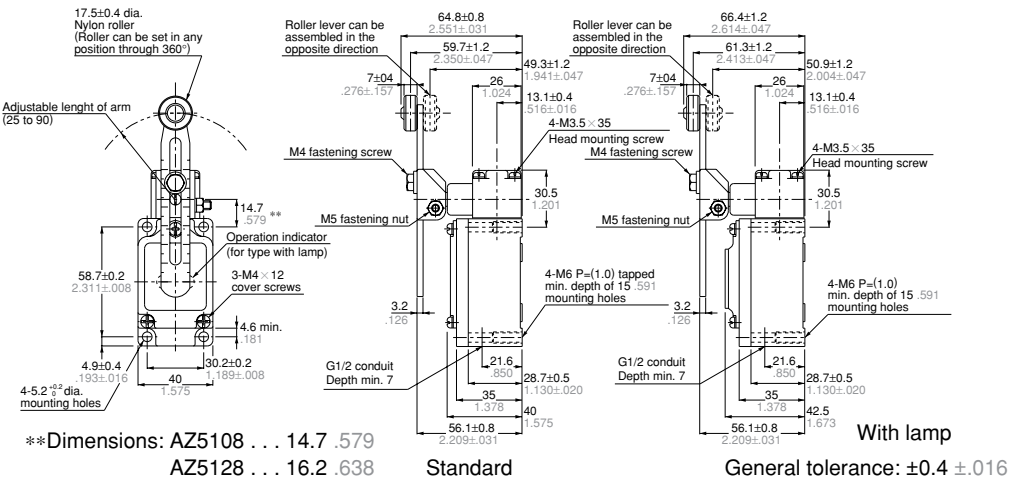 17.5±0.4 dia.
Nylon roller
(Roller can be set in any
position through 360°)
Adjustable lenght of arm
(25 to 90)
14.7
.579 **
Operation indicator
(for type with lamp)
58.7±0.2
2.311±.008
3-M4×12
cover screws
4.6 min.
.181
4.9±0.4
.193±.016
30.2±0.2
1.189±.008
40
1.575
4-5.2 +0.2 -0 dia.
mounting holes
**Dimensions: AZ5108 . . . 14.7 .579
AZ5128 . . . 16.2 .638
64.8±0.8
2.551±.031
Roller lever can be
assembled in the
opposite direction
59.7±1.2
2.350±.047
49.3±1.2
1.941±.047
7±04
.276±.157
26
1.024
13.1±0.4
.516±.016
4-M3.5×35
Head mounting screw
M4 fastening screw
30.5
1.201
M5 fastening nut
4-M6 P=(1.0) tapped
min. depth of 15 .591
mounting holes
3.2
.126
G1/2 conduit
Depth min. 7
21.6
.850
28.7±0.5
1.130±.020
35
1.378
40
1.575
56.1±0.8
2.209±.031
Standard
66.4±1.2
2.614±.047
Roller lever can be
assembled in the
opposite direction
61.3±1.2
2.413±.047
50.9±1.2
2.004±.047
7±04
.276±.157
26
1.024
13.1±0.4
.516±.016
4-M3.5×35
Head mounting screw
M4 fastening screw
30.5
1.201
M5 fastening nut
4-M6 P=(1.0)
min. depth of 15 .591
mounting holes
3.2
.126
G1/2 conduit
Depth min. 7
21.6
.850
28.7±0.5
1.130±.020
35
1.378
42.5
1.673
56.1±0.8
2.209±.031
With lamp
General tolerance: ±0.4 ±.016